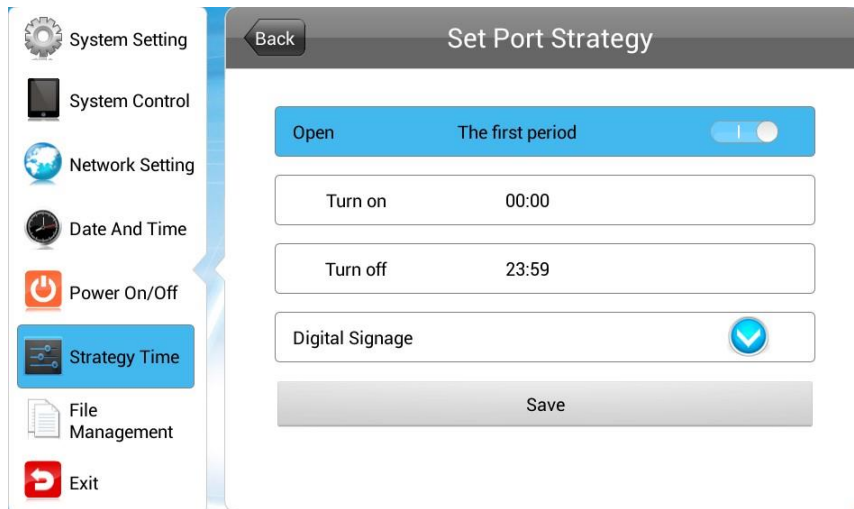 System Setting
System Control
Network Setting
Date And Time
Power On/Off
Strategy Time
File
Management
Exit
Back
Set Port Strategy
Open The first period
Turn on 00:00
Turn off 23:59
Digital Signage
Save